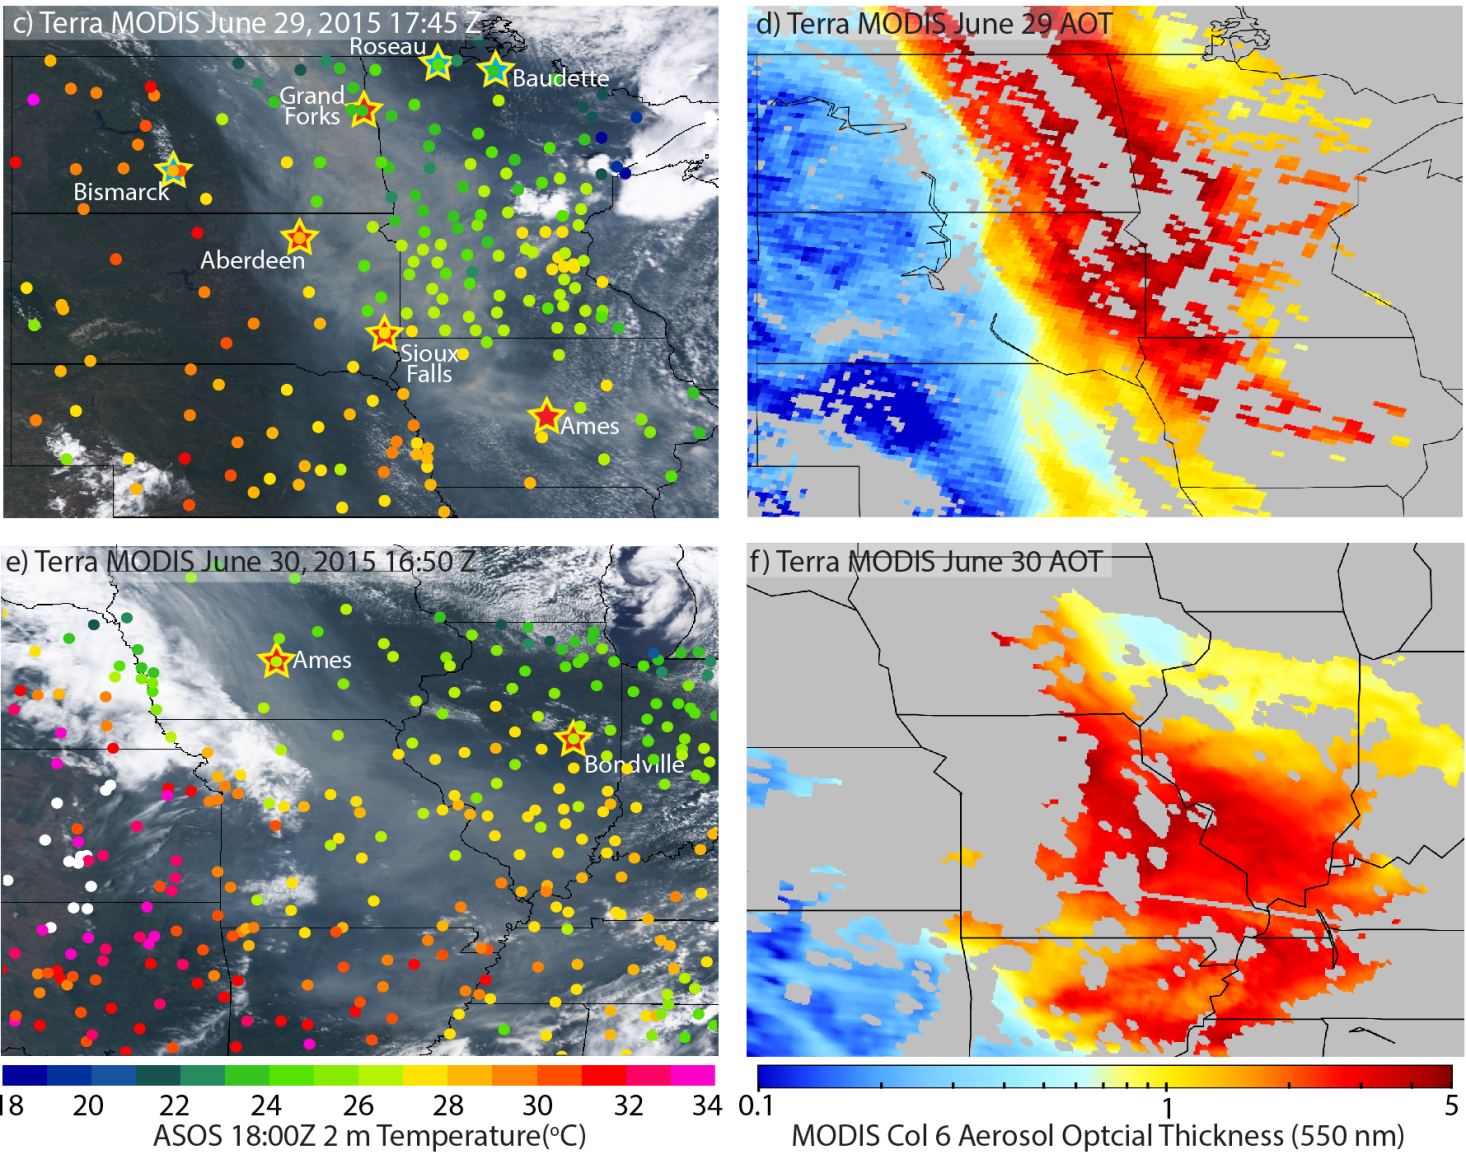 c) Terra MODIS June 29, 2015 17:45 Z
Roseau
Baudette
Grand
Forks
Bismarck
Aberdeen
Sioux
Falls
Ames
d) Terra MODIS June 29 AOT
e) Terra MODIS June 30, 2015 16:50 Z
Ames
Bondville
f) Terra MODIS June 30 AOT
18 20 22 24 26 28 30 32 34
ASOS 18:00Z 2 m Temperature(ºC)
0.1 1 5
MODIS Col 6 Aerosol Optcial Thickness (550 nm)